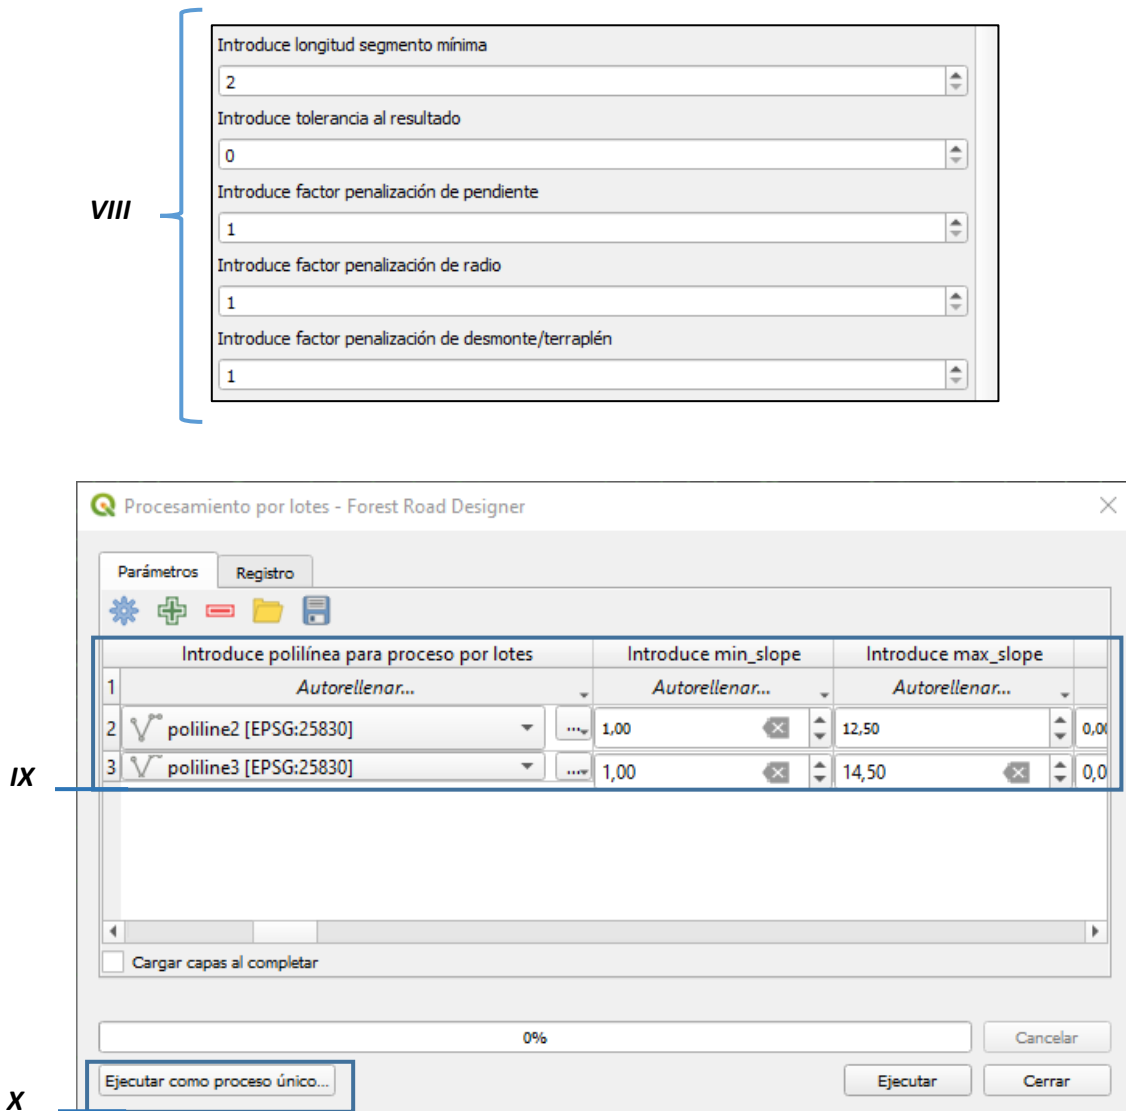 Introduce longitud segmento mínima
2
Introduce tolerancia al resultado
0
Introduce factor penalización de pendiente
VIII
1
Introduce factor penalización de radio
1
Introduce factor penalización de desmonte/terraplén
1
Procesamiento por lotes - Forest Road Designer
Parámetros Registro
Introduce polilínea para proceso por lotes Introduce min_slope Introduce max_slope
1 Autorellenar... Autorellenar... Autorellenar...
2 poliline2 [EPSG:25830] ... 1,00 12,50 0,00
3 poliline3 [EPSG:25830] ... 1,00 14,50 0,0
IX
Cargar capas al completar
0% Cancelar
Ejecutar como proceso único... Ejecutar Cerrar
X